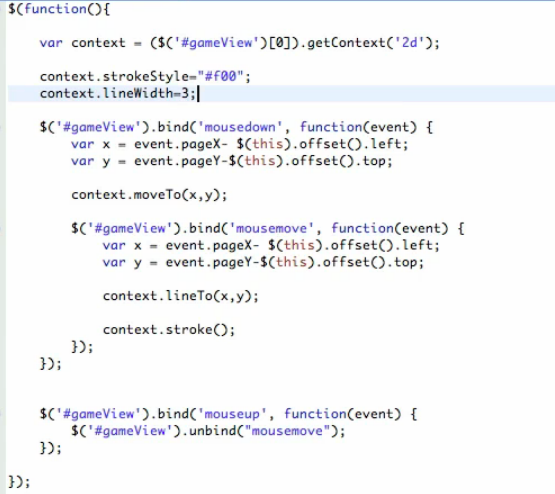 $(function(){
var context = ($('#gameView')[0]).getContext('2d');
context.strokeStyle="#f00";
context.lineWidth=3;
$('#gameView').bind('mousedown', function(event) {
var x = event.pageX- $(this).offset().left;
var y = event.pageY-$(this).offset().top;
context.moveTo(x,y);
$('#gameView').bind('mousemove', function(event) {
var x = event.pageX- $(this).offset().left;
var y = event.pageY-$(this).offset().top;
context.lineTo(x,y);
context.stroke();
});
});
$('#gameView').bind('mouseup', function(event) {
$('#gameView').unbind("mousemove");
});
});